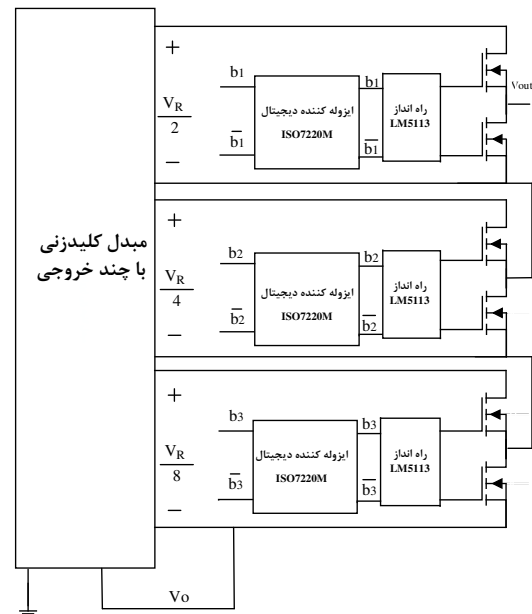 +
V_R
2
−
b1
b̅1̅
ایزوله کننده دیجیتال
ISO7220M
b1
b̅1̅
راه انداز
LM5113
Vout
مبدل کلیدزنی
با چند خروجی
+
V_R
4
−
b2
b̅2̅
ایزوله کننده دیجیتال
ISO7220M
b2
b̅2̅
راه انداز
LM5113
+
V_R
8
−
b3
b̅3̅
ایزوله کننده دیجیتال
ISO7220M
b3
b̅3̅
راه انداز
LM5113
Vo